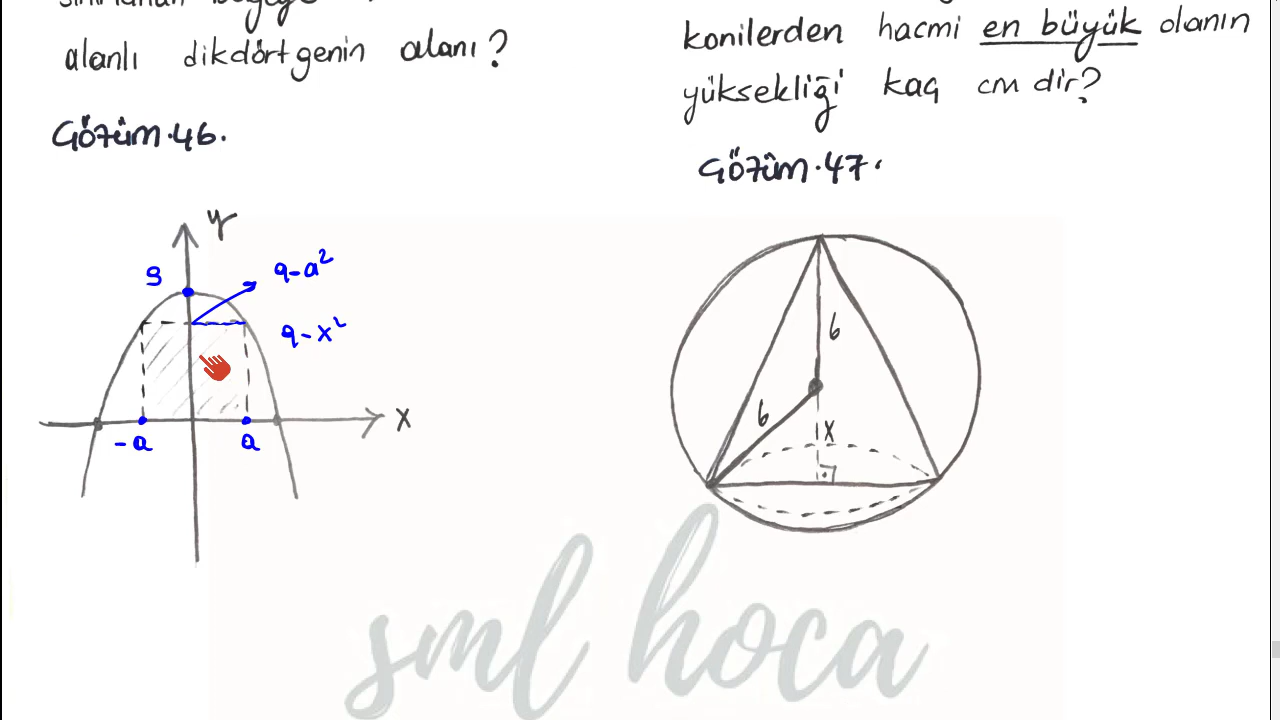 alanlı dikdörtgenin alanı?
Çözüm.46.
y
9
9-a²
9-x²
-a
a
x
konilerden hacmi en büyük olanın
yüksekliği kaç cm dir?
Çözüm.47.
6
6
x
sml hoca